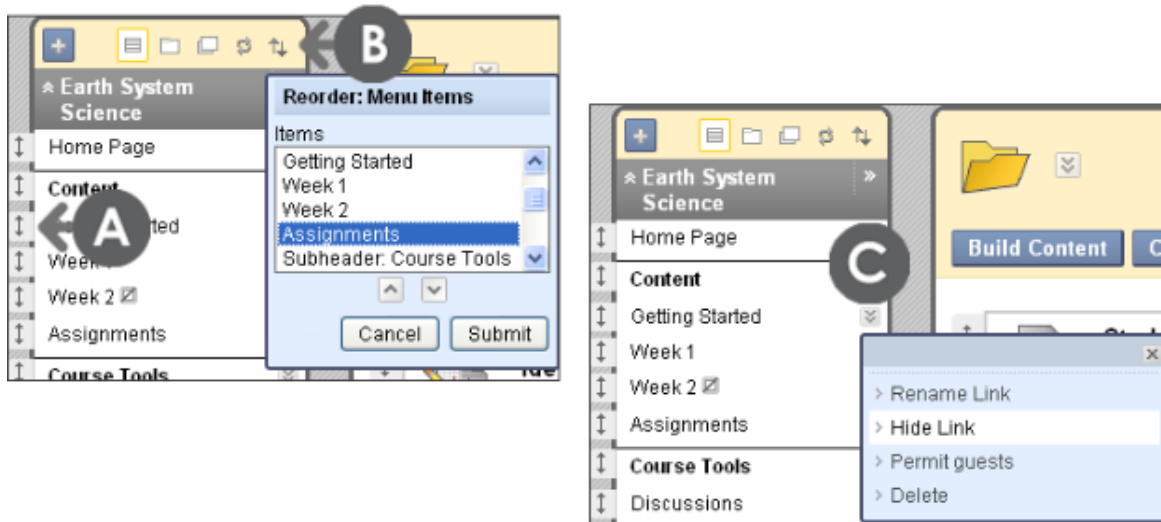 B
Earth System
Science
Home Page
Content
A
Week 2
Assignments
Course Tools
Reorder: Menu Items
Items
Getting Started
Week 1
Week 2
Assignments
Subheader: Course Tools
Cancel
Submit
Earth System
Science
Home Page
C
Content
Getting Started
Week 1
Week 2
Assignments
Course Tools
Discussions
Build Content
Rename Link
Hide Link
Permit guests
Delete